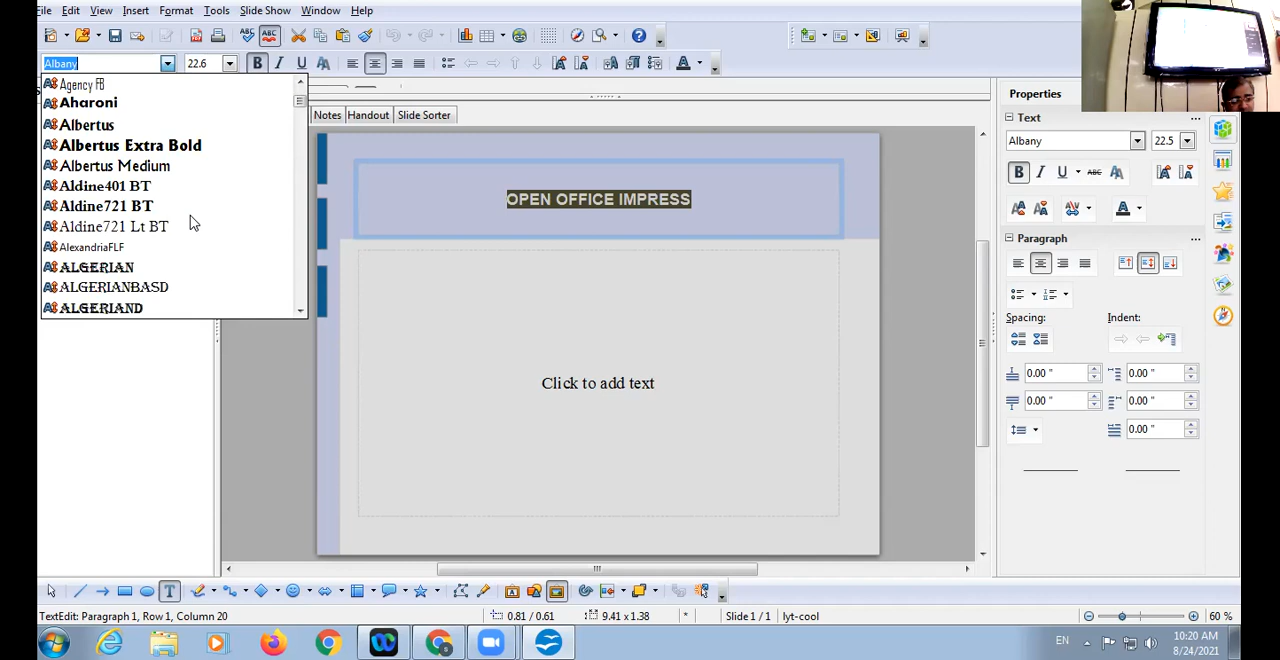 File Edit View Insert Format Tools Slide Show Window Help
Albany 22.6 B I U A
Agency FB
Aharoni
Albertus
Albertus Extra Bold
Albertus Medium
Aldine401 BT
Aldine721 BT
Aldine721 Lt BT
AlexandriaFLF
ALGERIAN
ALGERIANBASD
ALGERIAND
Notes Handout Slide Sorter
OPEN OFFICE IMPRESS
Click to add text
Properties
Text
Albany 22.5
B I U ABC
Paragraph
Spacing: Indent:
0.00 " 0.00 "
0.00 " 0.00 "
0.00 "
TextEdit: Paragraph 1, Row 1, Column 20 0.81 / 0.61 9.41 x 1.38 * Slide 1 / 1 lyt-cool 60 %
EN 10:20 AM
8/24/2021